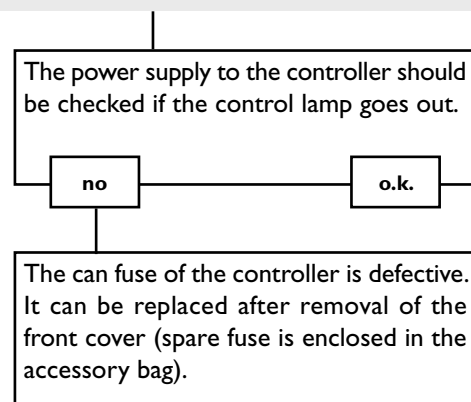 The power supply to the controller should
be checked if the control lamp goes out.
no
o.k.
The can fuse of the controller is defective.
It can be replaced after removal of the
front cover (spare fuse is enclosed in the
accessory bag).